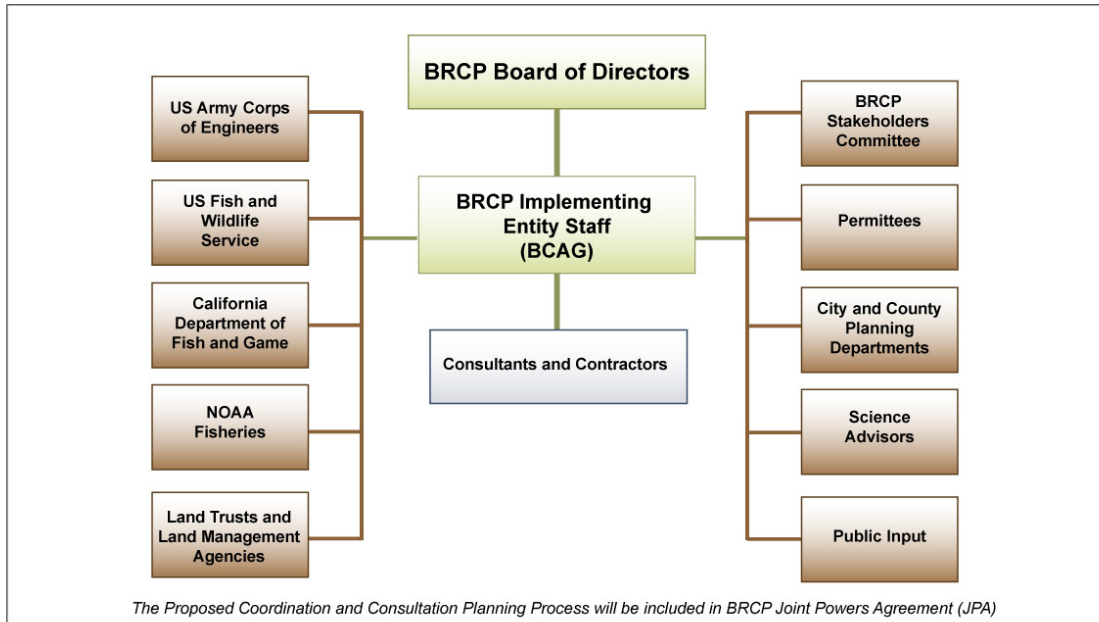 BRCP Board of Directors
US Army Corps
of Engineers
US Fish and
Wildlife
Service
California
Department of
Fish and Game
NOAA
Fisheries
Land Trusts and
Land Management
Agencies
BRCP Implementing
Entity Staff
(BCAG)
Consultants and Contractors
BRCP
Stakeholders
Committee
Permittees
City and County
Planning
Departments
Science
Advisors
Public Input
The Proposed Coordination and Consultation Planning Process will be included in BRCP Joint Powers Agreement (JPA)